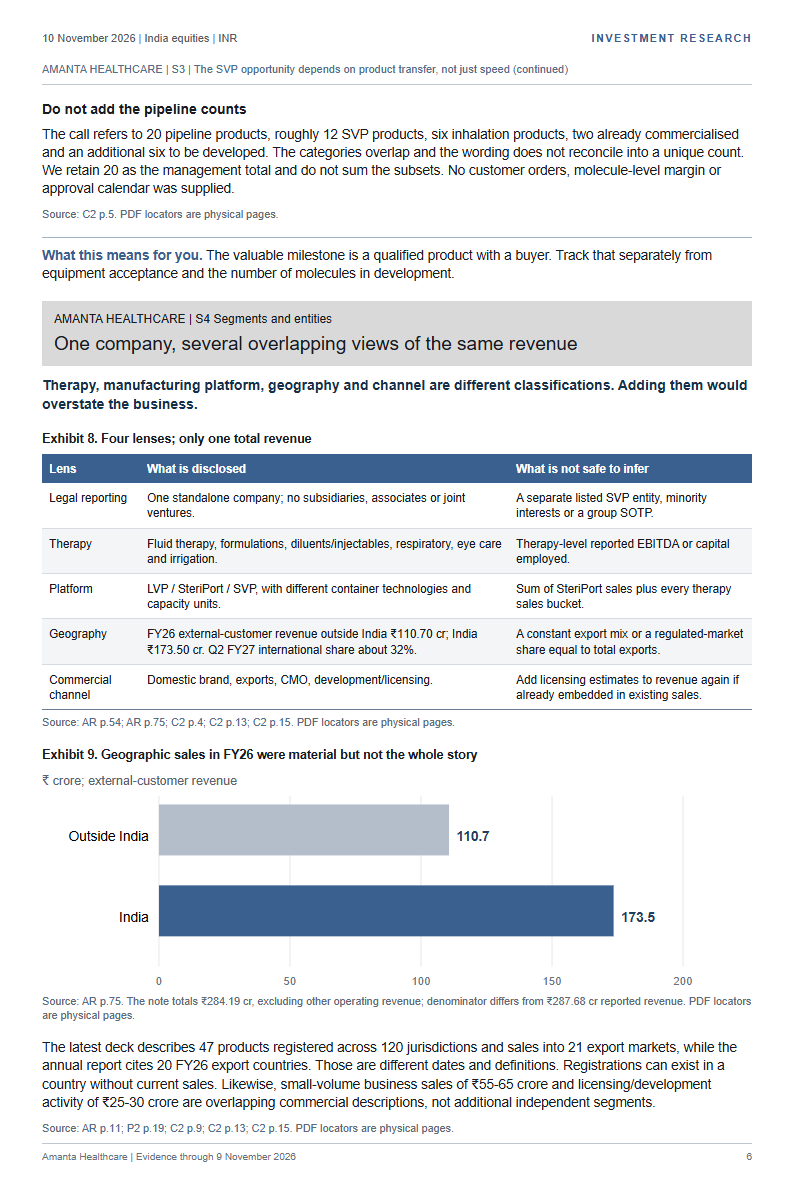 10 November 2026 | India equities | INR
INVESTMENT RESEARCH
AMANTA HEALTHCARE | S3 | The SVP opportunity depends on product transfer, not just speed (continued)
Do not add the pipeline counts
The call refers to 20 pipeline products, roughly 12 SVP products, six inhalation products, two already commercialised
and an additional six to be developed. The categories overlap and the wording does not reconcile into a unique count.
We retain 20 as the management total and do not sum the subsets. No customer orders, molecule-level margin or
approval calendar was supplied.
Source: C2 p.5. PDF locators are physical pages.
What this means for you. The valuable milestone is a qualified product with a buyer. Track that separately from
equipment acceptance and the number of molecules in development.
AMANTA HEALTHCARE | S4 Segments and entities
One company, several overlapping views of the same revenue
Therapy, manufacturing platform, geography and channel are different classifications. Adding them would
overstate the business.
Exhibit 8. Four lenses; only one total revenue
Lens What is disclosed What is not safe to infer
Legal reporting One standalone company; no subsidiaries, associates or joint A separate listed SVP entity, minority
ventures. interests or a group SOTP.
Therapy Fluid therapy, formulations, diluents/injectables, respiratory, eye care Therapy-level reported EBITDA or capital
and irrigation. employed.
Platform LVP / SteriPort / SVP, with different container technologies and Sum of SteriPort sales plus every therapy
capacity units. sales bucket.
Geography FY26 external-customer revenue outside India ₹110.70 cr; India A constant export mix or a regulated-market
₹173.50 cr. Q2 FY27 international share about 32%. share equal to total exports.
Commercial Domestic brand, exports, CMO, development/licensing. Add licensing estimates to revenue again if
channel already embedded in existing sales.
Source: AR p.54; AR p.75; C2 p.4; C2 p.13; C2 p.15. PDF locators are physical pages.
Exhibit 9. Geographic sales in FY26 were material but not the whole story
₹ crore; external-customer revenue
Outside India 110.7
India 173.5
0 50 100 150 200
Source: AR p.75. The note totals ₹284.19 cr, excluding other operating revenue; denominator differs from ₹287.68 cr reported revenue. PDF locators
are physical pages.
The latest deck describes 47 products registered across 120 jurisdictions and sales into 21 export markets, while the
annual report cites 20 FY26 export countries. Those are different dates and definitions. Registrations can exist in a
country without current sales. Likewise, small-volume business sales of ₹55-65 crore and licensing/development
activity of ₹25-30 crore are overlapping commercial descriptions, not additional independent segments.
Source: AR p.11; P2 p.19; C2 p.9; C2 p.13; C2 p.15. PDF locators are physical pages.
Amanta Healthcare | Evidence through 9 November 2026
6